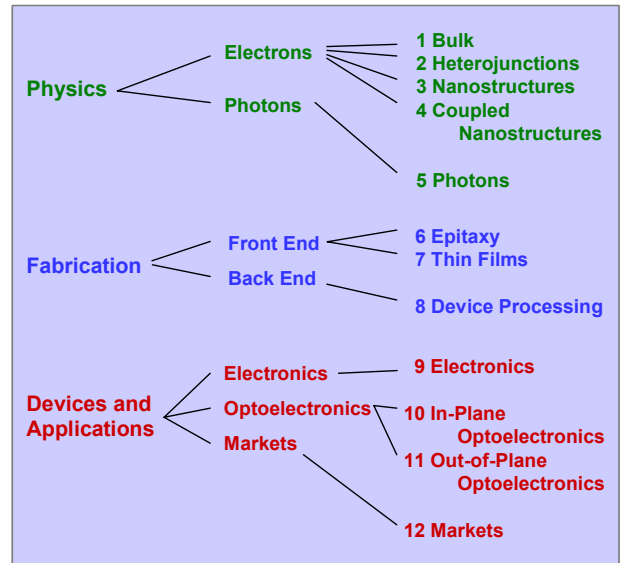 Physics
Electrons
Photons
1 Bulk
2 Heterojunctions
3 Nanostructures
4 Coupled
Nanostructures
5 Photons
Fabrication
Front End
Back End
6 Epitaxy
7 Thin Films
8 Device Processing
Devices and
Applications
Electronics
Optoelectronics
Markets
9 Electronics
10 In-Plane
Optoelectronics
11 Out-of-Plane
Optoelectronics
12 Markets